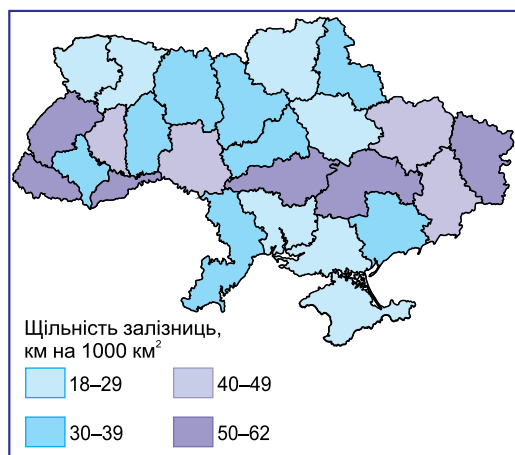 Щільність залізниць,
км на 1000 км²
18–29
40–49
30–39
50–62